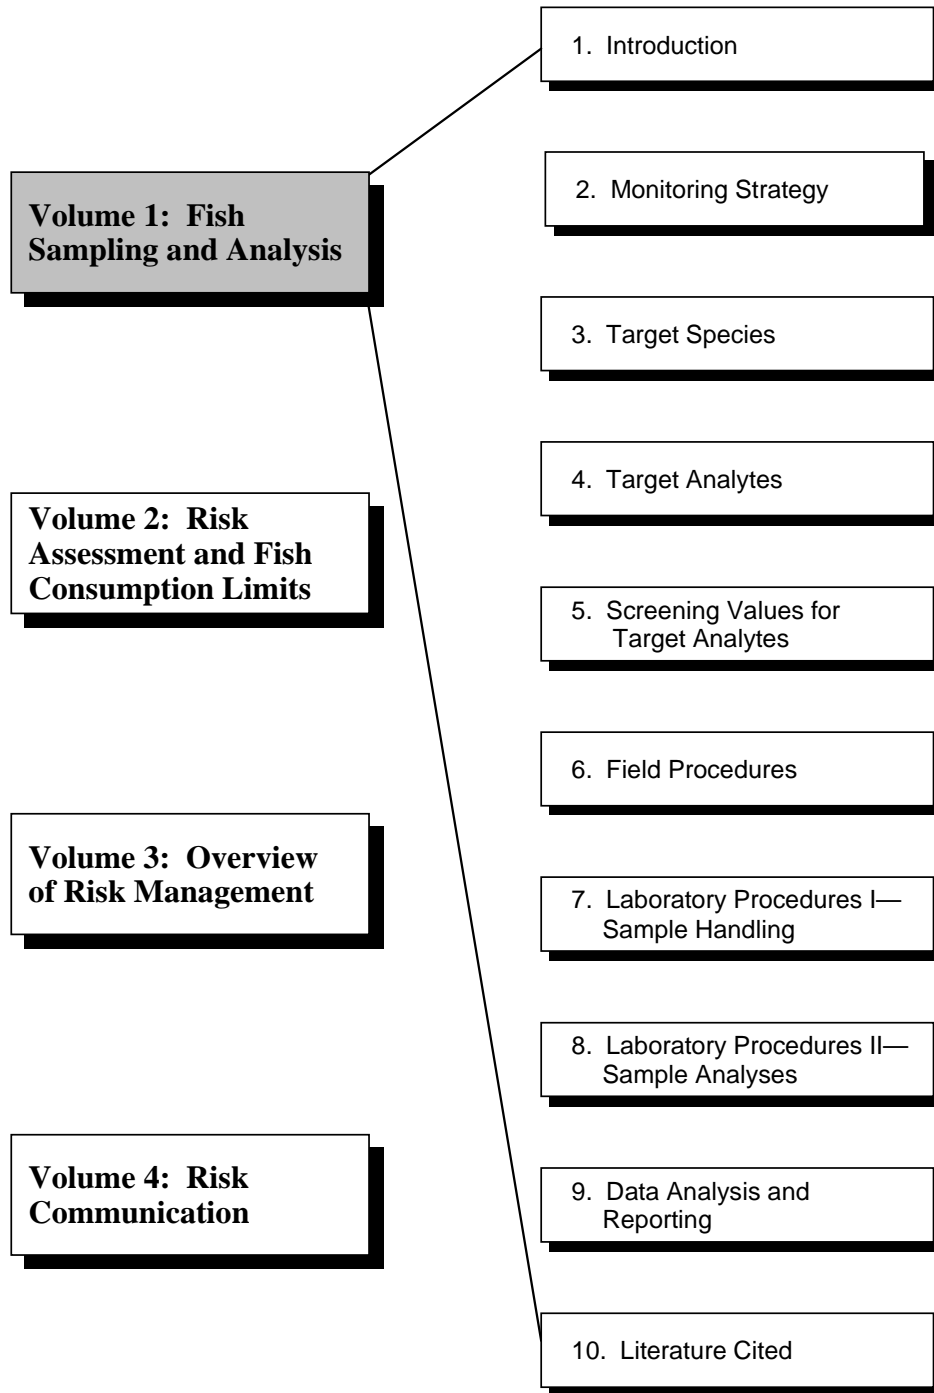 Volume 1: Fish
Sampling and Analysis
Volume 2: Risk
Assessment and Fish
Consumption Limits
Volume 3: Overview
of Risk Management
Volume 4: Risk
Communication
1. Introduction
2. Monitoring Strategy
3. Target Species
4. Target Analytes
5. Screening Values for
Target Analytes
6. Field Procedures
7. Laboratory Procedures I—
Sample Handling
8. Laboratory Procedures II—
Sample Analyses
9. Data Analysis and
Reporting
10. Literature Cited